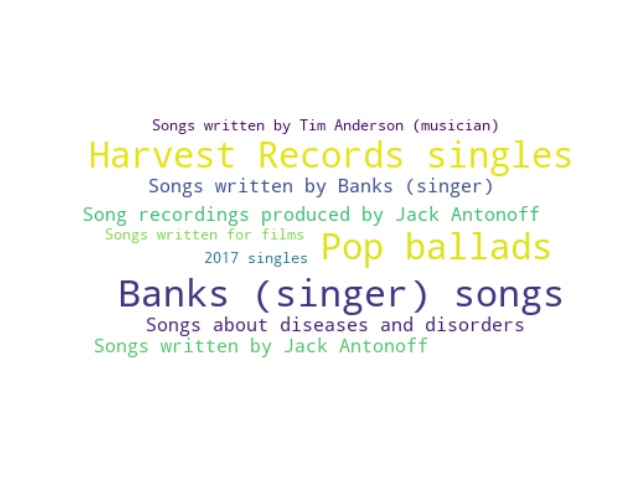 Songs written by Tim Anderson (musician)
Harvest Records singles
Songs written by Banks (singer)
Song recordings produced by Jack Antonoff
Songs written for films
Pop ballads
2017 singles
Banks (singer) songs
Songs about diseases and disorders
Songs written by Jack Antonoff